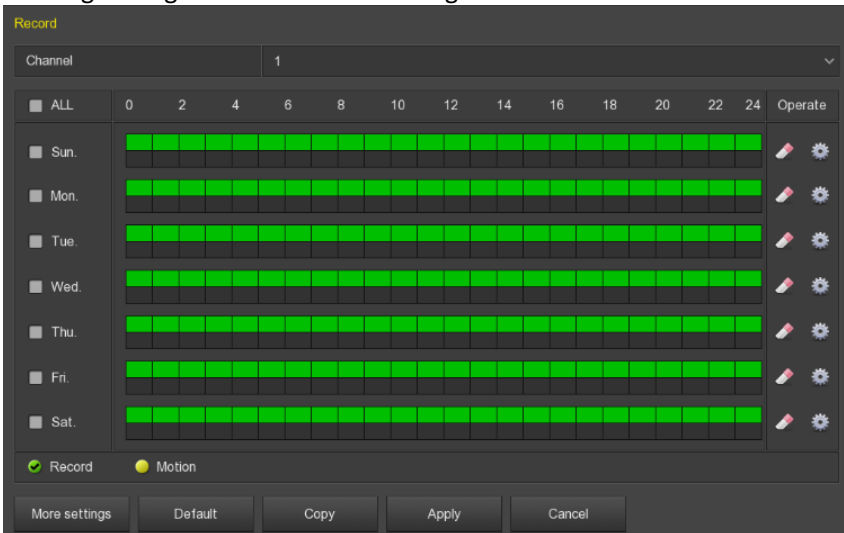 Record
Channel 1
ALL 0 2 4 6 8 10 12 14 16 18 20 22 24 Operate
Sun.
Mon.
Tue.
Wed.
Thu.
Fri.
Sat.
Record Motion
More settings Default Copy Apply Cancel